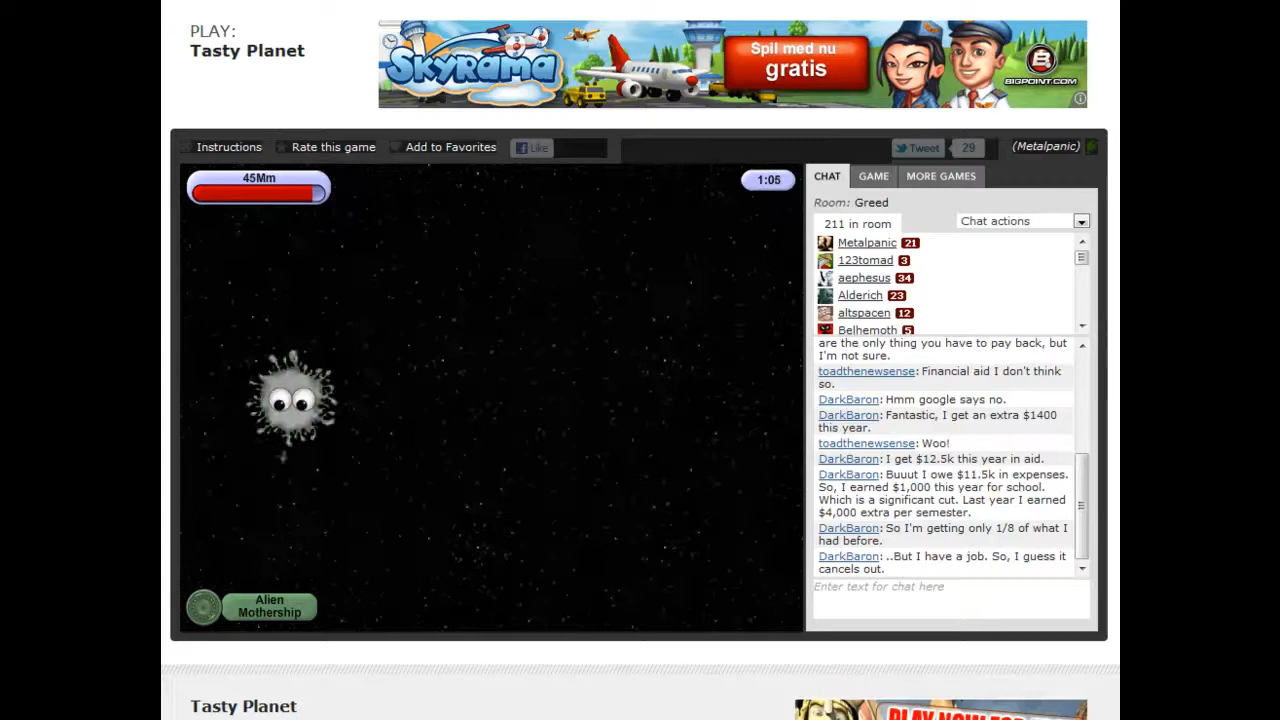 PLAY:
Tasty Planet
SKYRAMA
Spil med nu
gratis
BIGPOINT.COM
Instructions
Rate this game
Add to Favorites
Like
Tweet
29
(Metalpanic)
45Mm
1:05
Alien
Mothership
CHAT
GAME
MORE GAMES
Room: Greed
211 in room
Chat actions
Metalpanic 21
123tomad 3
aephesus 34
Alderich 23
altspacen 12
Belhemoth 5
are the only thing you have to pay back, but
I'm not sure.
toadthenewsense: Financial aid I don't think
so.
DarkBaron: Hmm google says no.
DarkBaron: Fantastic, I get an extra $1400
this year.
toadthenewsense: Woo!
DarkBaron: I get $12.5k this year in aid.
DarkBaron: Buuut I owe $11.5k in expenses.
So, I earned $1,000 this year for school.
Which is a significant cut. Last year I earned
$4,000 extra per semester.
DarkBaron: So I'm getting only 1/8 of what I
had before.
DarkBaron: ..But I have a job. So, I guess it
cancels out.
Enter text for chat here
Tasty Planet
PLAY NOW FOR